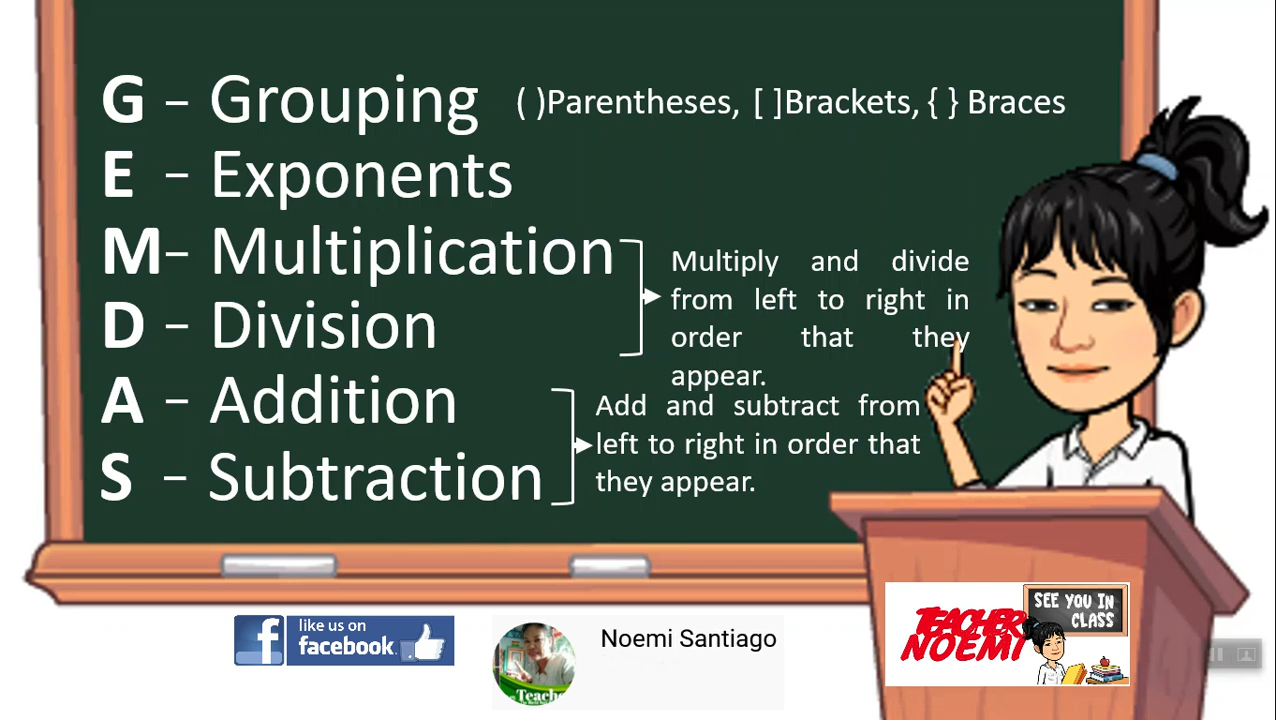 G – Grouping ( )Parentheses, [ ]Brackets, { } Braces
E – Exponents
M– Multiplication
D – Division
Multiply and divide
from left to right in
order that they
appear.
A – Addition
S – Subtraction
Add and subtract from
left to right in order that
they appear.
like us on
facebook.
Noemi Santiago
TEACHER
NOEMI
SEE YOU IN
CLASS